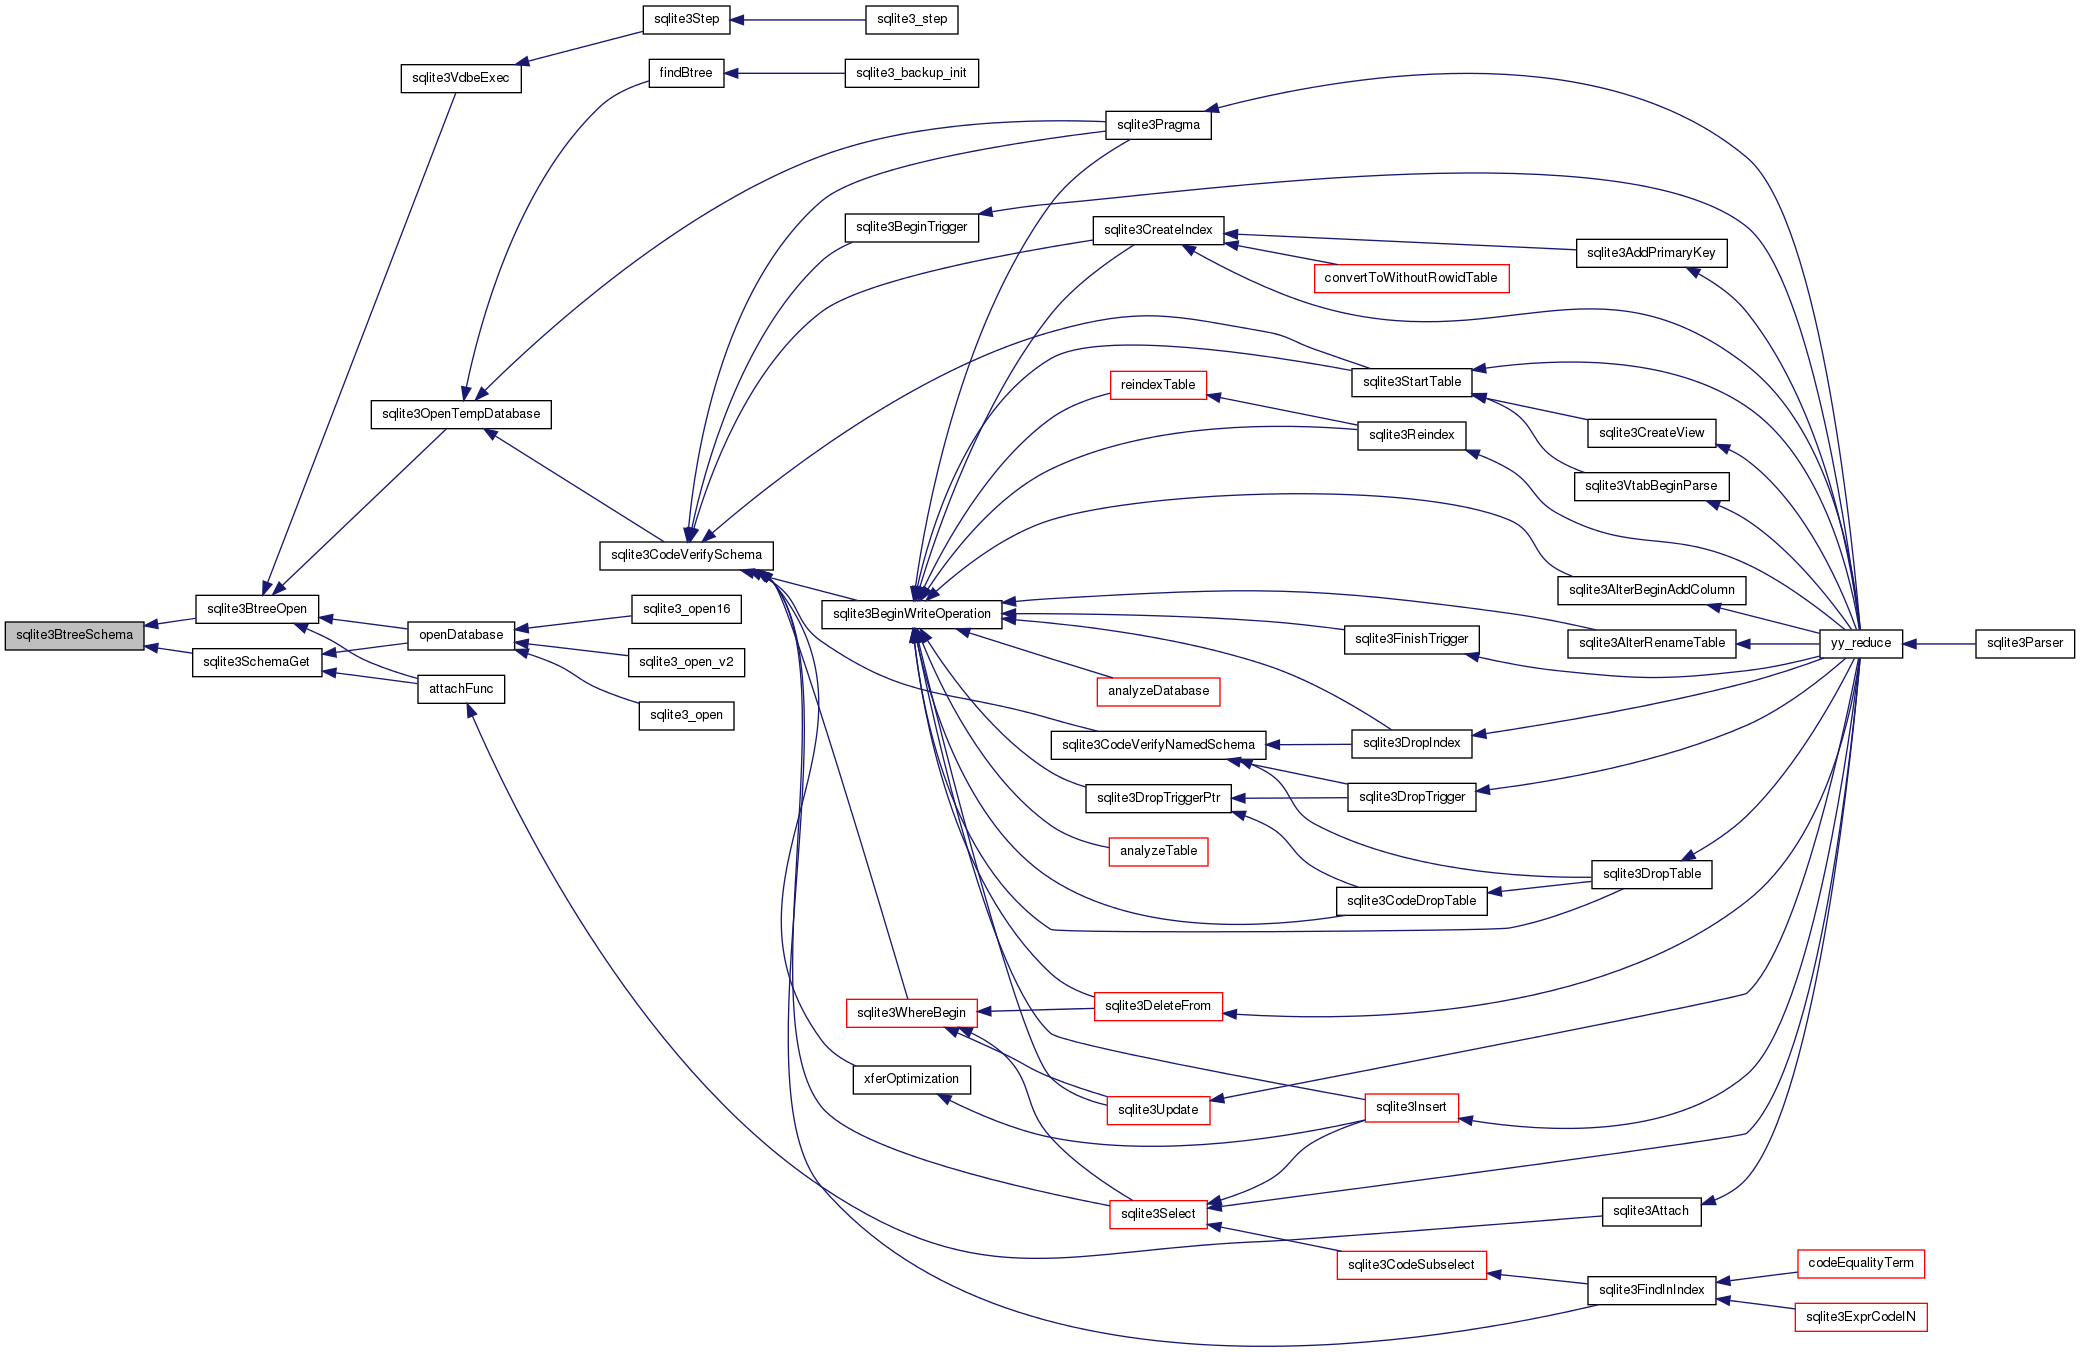 sqlite3Step
sqlite3_step
sqlite3VdbeExec
findBtree
sqlite3_backup_init
sqlite3Pragma
sqlite3BeginTrigger
sqlite3CreateIndex
sqlite3AddPrimaryKey
convertToWithoutRowidTable
sqlite3OpenTempDatabase
reindexTable
sqlite3StartTable
sqlite3Reindex
sqlite3CreateView
sqlite3VtabBeginParse
sqlite3CodeVerifySchema
sqlite3AlterBeginAddColumn
sqlite3BtreeSchema
sqlite3BtreeOpen
sqlite3SchemaGet
openDatabase
attachFunc
sqlite3_open16
sqlite3_open_v2
sqlite3_open
sqlite3BeginWriteOperation
sqlite3FinishTrigger
sqlite3AlterRenameTable
yy_reduce
sqlite3Parser
analyzeDatabase
sqlite3CodeVerifyNamedSchema
sqlite3DropIndex
sqlite3DropTriggerPtr
sqlite3DropTrigger
analyzeTable
sqlite3CodeDropTable
sqlite3DropTable
sqlite3WhereBegin
sqlite3DeleteFrom
xferOptimization
sqlite3Update
sqlite3Insert
sqlite3Select
sqlite3Attach
sqlite3CodeSubselect
sqlite3FindInIndex
codeEqualityTerm
sqlite3ExprCodeIN